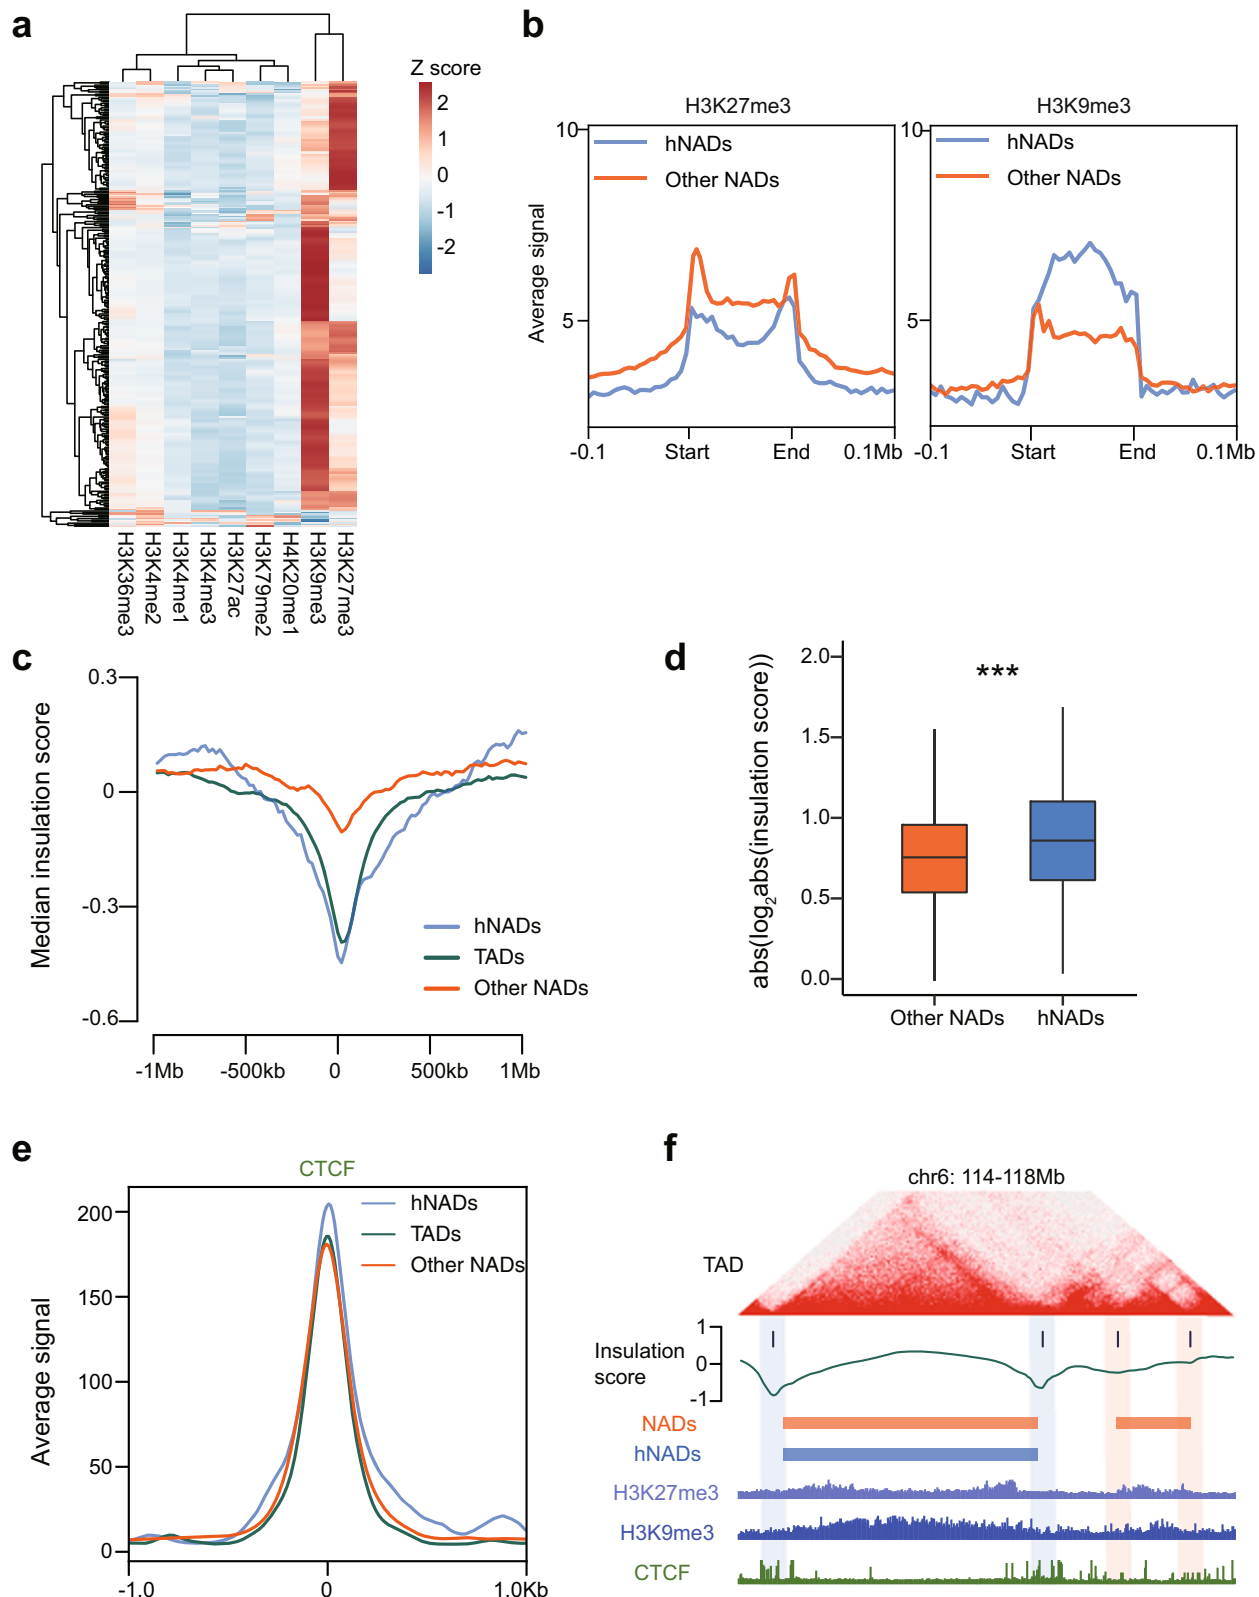 a
Z score
2
1
0
-1
-2
H3K36me3
H3K4me2
H3K4me1
H3K4me3
H3K27ac
H3K79me2
H4K20me1
H3K9me3
H3K27me3
b
H3K27me3
10
hNADs
Other NADs
Average signal
5
-0.1
Start
End
0.1Mb
H3K9me3
10
hNADs
Other NADs
5
-0.1
Start
End
0.1Mb
c
0.3
0
-0.3
-0.6
Median insulation score
hNADs
TADs
Other NADs
-1Mb
-500kb
0
500kb
1Mb
d
abs(log2abs(insulation score))
2.0
1.5
1.0
0.5
0.0
***
Other NADs
hNADs
e
CTCF
200
150
100
50
0
Average signal
hNADs
TADs
Other NADs
-1.0
0
1.0Kb
f
chr6: 114-118Mb
TAD
Insulation
score
1
0
-1
NADs
hNADs
H3K27me3
H3K9me3
CTCF